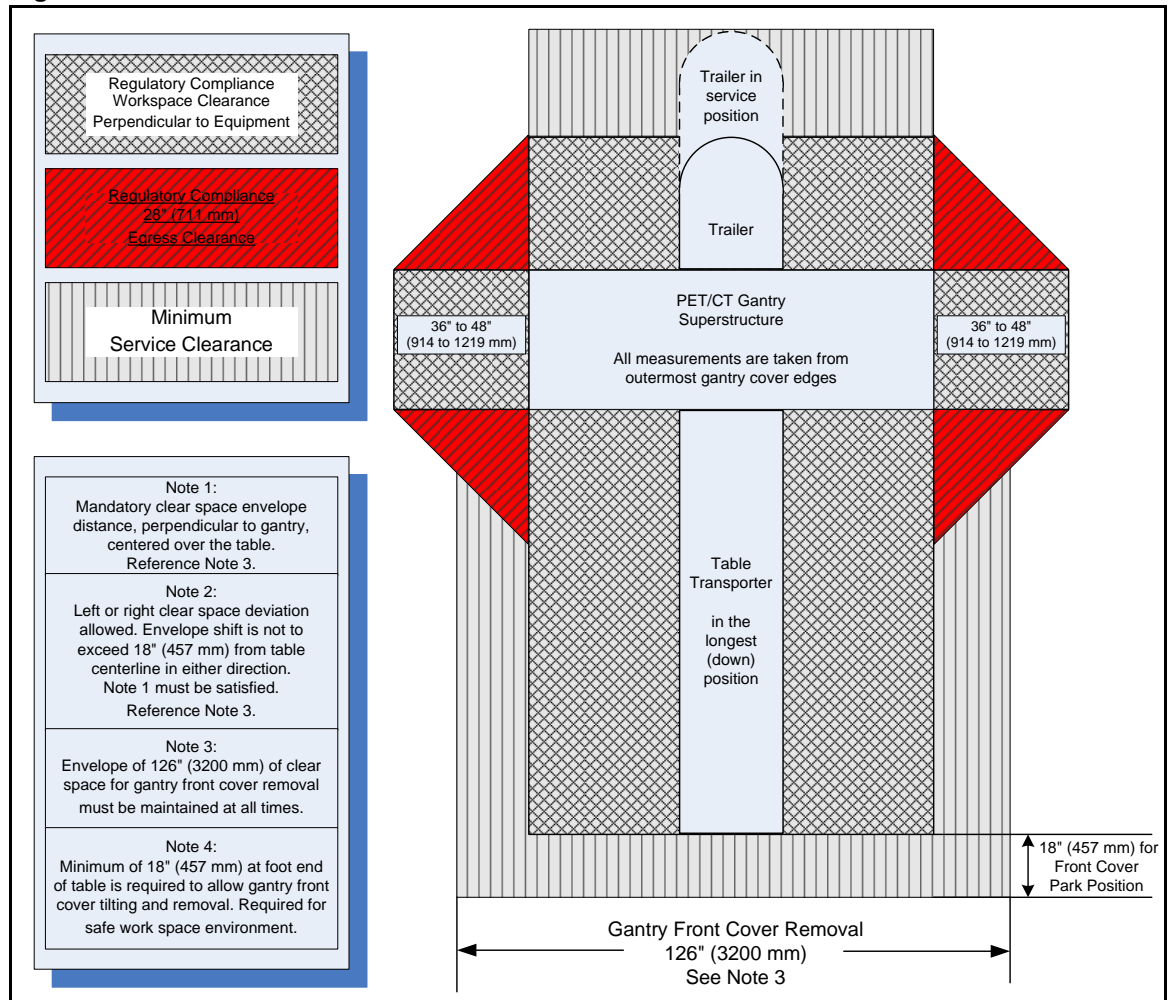 Regulatory Compliance
Workspace Clearance
Perpendicular to Equipment
Regulatory Compliance
28" (711 mm)
Egress Clearance
Minimum
Service Clearance
Note 1:
Mandatory clear space envelope
distance, perpendicular to gantry,
centered over the table.
Reference Note 3.
Note 2:
Left or right clear space deviation
allowed. Envelope shift is not to
exceed 18" (457 mm) from table
centerline in either direction.
Note 1 must be satisfied.
Reference Note 3.
Note 3:
Envelope of 126" (3200 mm) of clear
space for gantry front cover removal
must be maintained at all times.
Note 4:
Minimum of 18" (457 mm) at foot end
of table is required to allow gantry front
cover tilting and removal. Required for
safe work space environment.
Trailer in
service
position
Trailer
PET/CT Gantry
Superstructure
All measurements are taken from
outermost gantry cover edges
36" to 48"
(914 to 1219 mm)
36" to 48"
(914 to 1219 mm)
Table
Transporter
in the
longest
(down)
position
18" (457 mm) for
Front Cover
Park Position
Gantry Front Cover Removal
126" (3200 mm)
See Note 3